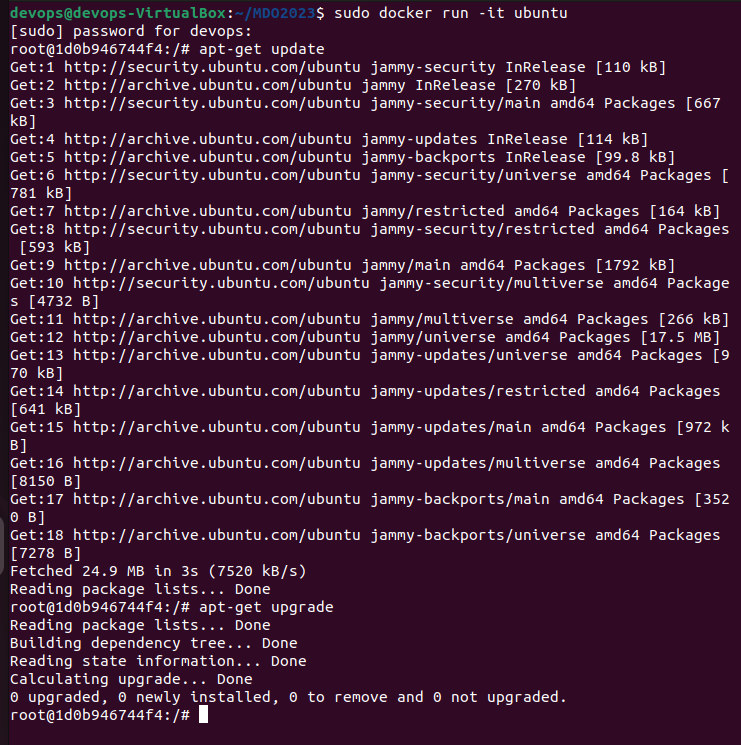 devops@devops-VirtualBox:~/MDO2023$ sudo docker run -it ubuntu
[sudo] password for devops:
root@1d0b946744f4:/# apt-get update
Get:1 http://security.ubuntu.com/ubuntu jammy-security InRelease [110 kB]
Get:2 http://archive.ubuntu.com/ubuntu jammy InRelease [270 kB]
Get:3 http://security.ubuntu.com/ubuntu jammy-security/main amd64 Packages [667
kB]
Get:4 http://archive.ubuntu.com/ubuntu jammy-updates InRelease [114 kB]
Get:5 http://archive.ubuntu.com/ubuntu jammy-backports InRelease [99.8 kB]
Get:6 http://security.ubuntu.com/ubuntu jammy-security/universe amd64 Packages [
781 kB]
Get:7 http://archive.ubuntu.com/ubuntu jammy/restricted amd64 Packages [164 kB]
Get:8 http://security.ubuntu.com/ubuntu jammy-security/restricted amd64 Packages
 [593 kB]
Get:9 http://archive.ubuntu.com/ubuntu jammy/main amd64 Packages [1792 kB]
Get:10 http://security.ubuntu.com/ubuntu jammy-security/multiverse amd64 Package
s [4732 B]
Get:11 http://archive.ubuntu.com/ubuntu jammy/multiverse amd64 Packages [266 kB]
Get:12 http://archive.ubuntu.com/ubuntu jammy/universe amd64 Packages [17.5 MB]
Get:13 http://archive.ubuntu.com/ubuntu jammy-updates/universe amd64 Packages [9
70 kB]
Get:14 http://archive.ubuntu.com/ubuntu jammy-updates/restricted amd64 Packages
[641 kB]
Get:15 http://archive.ubuntu.com/ubuntu jammy-updates/main amd64 Packages [972 k
B]
Get:16 http://archive.ubuntu.com/ubuntu jammy-updates/multiverse amd64 Packages
[8150 B]
Get:17 http://archive.ubuntu.com/ubuntu jammy-backports/main amd64 Packages [352
0 B]
Get:18 http://archive.ubuntu.com/ubuntu jammy-backports/universe amd64 Packages
[7278 B]
Fetched 24.9 MB in 3s (7520 kB/s)
Reading package lists... Done
root@1d0b946744f4:/# apt-get upgrade
Reading package lists... Done
Building dependency tree... Done
Reading state information... Done
Calculating upgrade... Done
0 upgraded, 0 newly installed, 0 to remove and 0 not upgraded.
root@1d0b946744f4:/#